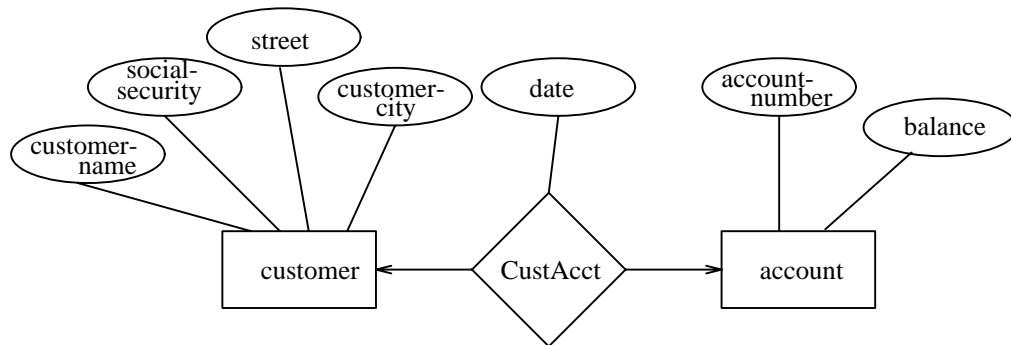 street
social-
security
customer-
city
date
account-
number
customer-
name
balance
customer
CustAcct
account